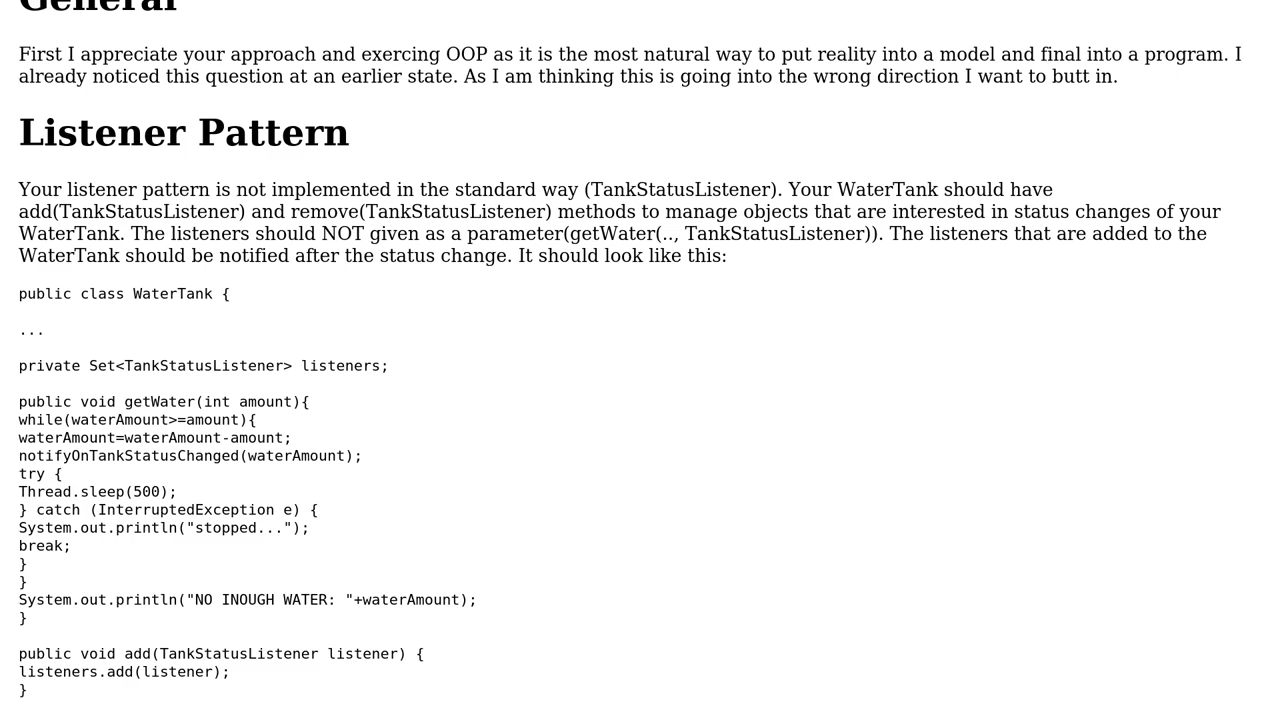 General
First I appreciate your approach and exercing OOP as it is the most natural way to put reality into a model and final into a program. I
already noticed this question at an earlier state. As I am thinking this is going into the wrong direction I want to butt in.
Listener Pattern
Your listener pattern is not implemented in the standard way (TankStatusListener). Your WaterTank should have
add(TankStatusListener) and remove(TankStatusListener) methods to manage objects that are interested in status changes of your
WaterTank. The listeners should NOT given as a parameter(getWater(.., TankStatusListener)). The listeners that are added to the
WaterTank should be notified after the status change. It should look like this:
public class WaterTank {
...
private Set<TankStatusListener> listeners;
public void getWater(int amount){
while(waterAmount>=amount){
waterAmount=waterAmount-amount;
notifyOnTankStatusChanged(waterAmount);
try {
Thread.sleep(500);
} catch (InterruptedException e) {
System.out.println("stopped...");
break;
}
}
System.out.println("NO INOUGH WATER: "+waterAmount);
}
public void add(TankStatusListener listener) {
listeners.add(listener);
}